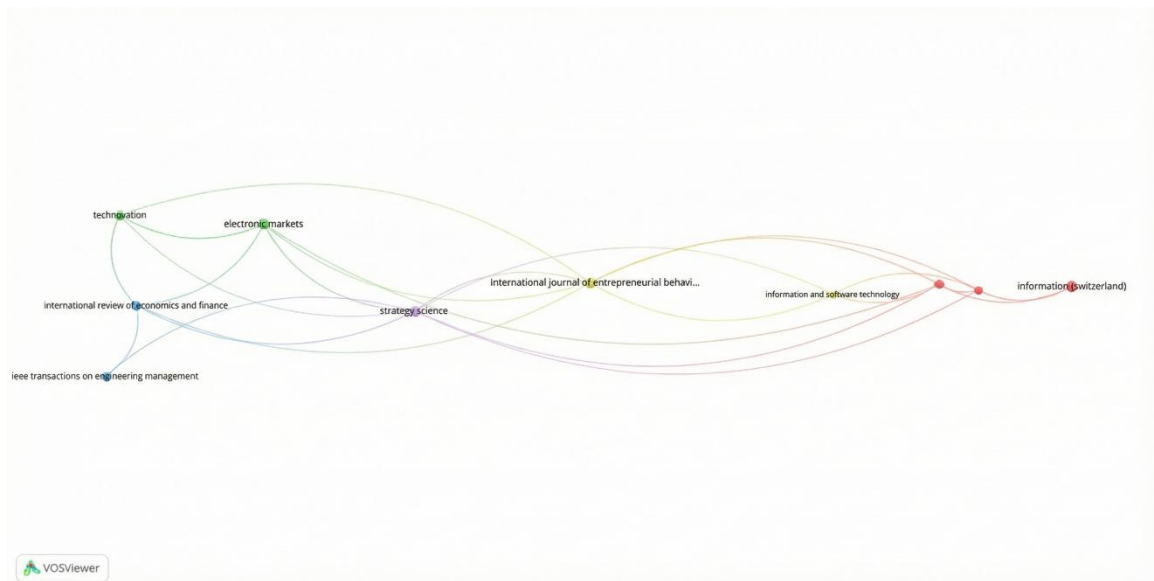 technovation
electronic markets
international journal of entrepreneurial behavi...
information (switzerland)
information and software technology
international review of economics and finance
strategy science
ieee transactions on engineering management
VOSViewer